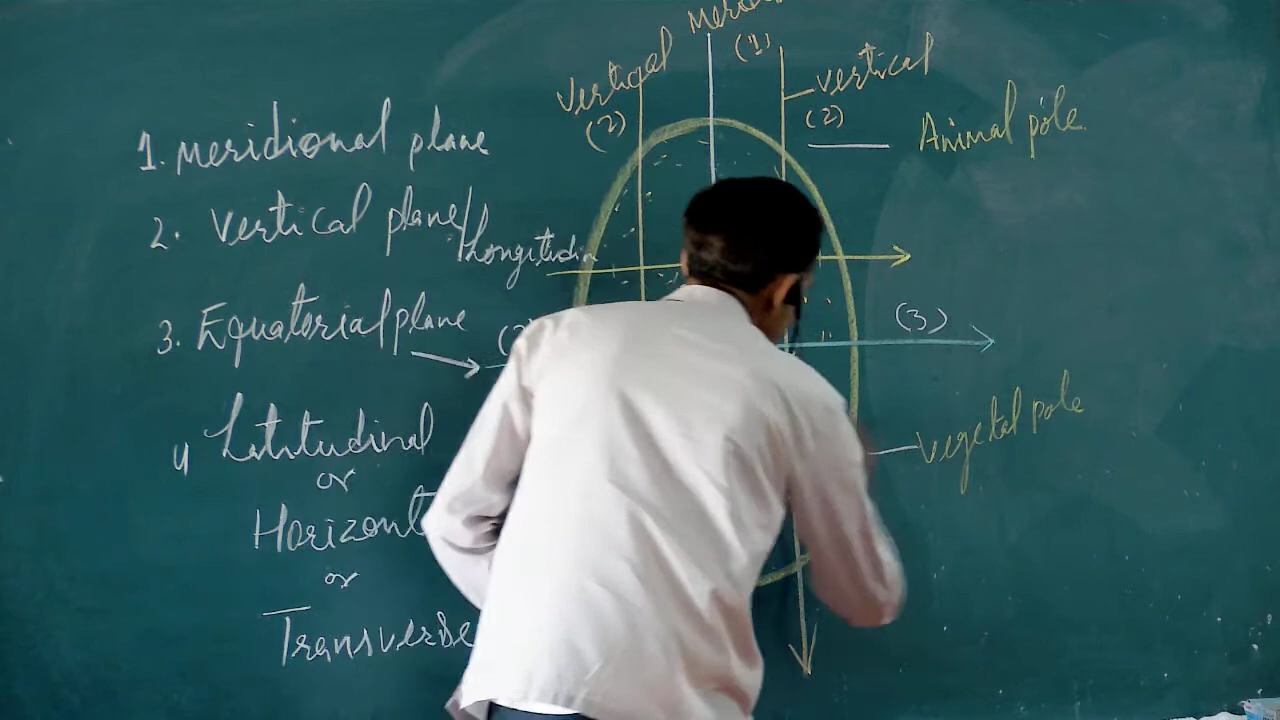 1. Meridional plane
2. Vertical plane/Longitudin
3. Equatorial plane
4 Latitudinal
or
Horizont
or
Transverse
Vertical
(2)
(1)
Vertical
(2)
Animal pole
(3)
Vegetal pole